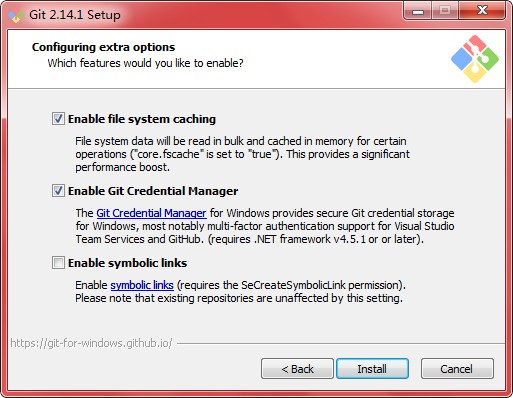 Git 2.14.1 Setup
Configuring extra options
Which features would you like to enable?
Enable file system caching
File system data will be read in bulk and cached in memory for certain
operations ("core.fscache" is set to "true"). This provides a significant
performance boost.
Enable Git Credential Manager
The Git Credential Manager for Windows provides secure Git credential storage
for Windows, most notably multi-factor authentication support for Visual Studio
Team Services and GitHub. (requires .NET framework v4.5.1 or or later).
Enable symbolic links
Enable symbolic links (requires the SeCreateSymbolicLink permission).
Please note that existing repositories are unaffected by this setting.
https://git-for-windows.github.io/
< Back
Install
Cancel